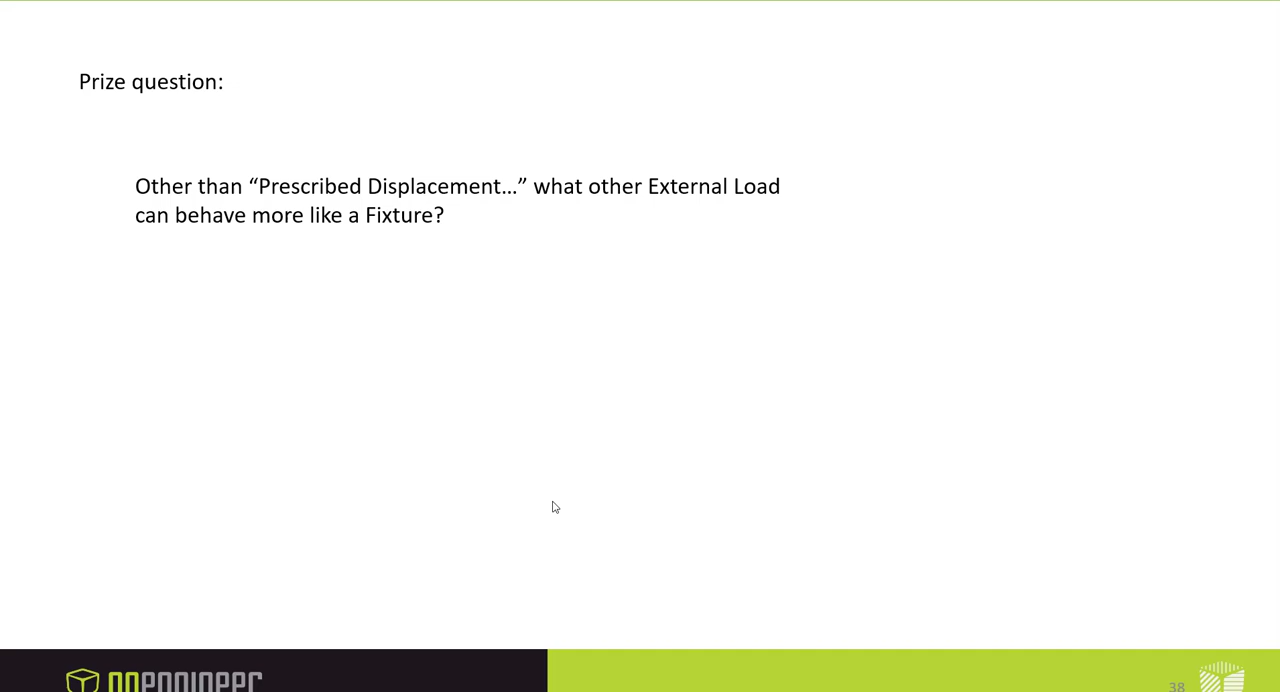 Prize question:
Other than “Prescribed Displacement…” what other External Load
can behave more like a Fixture?
38